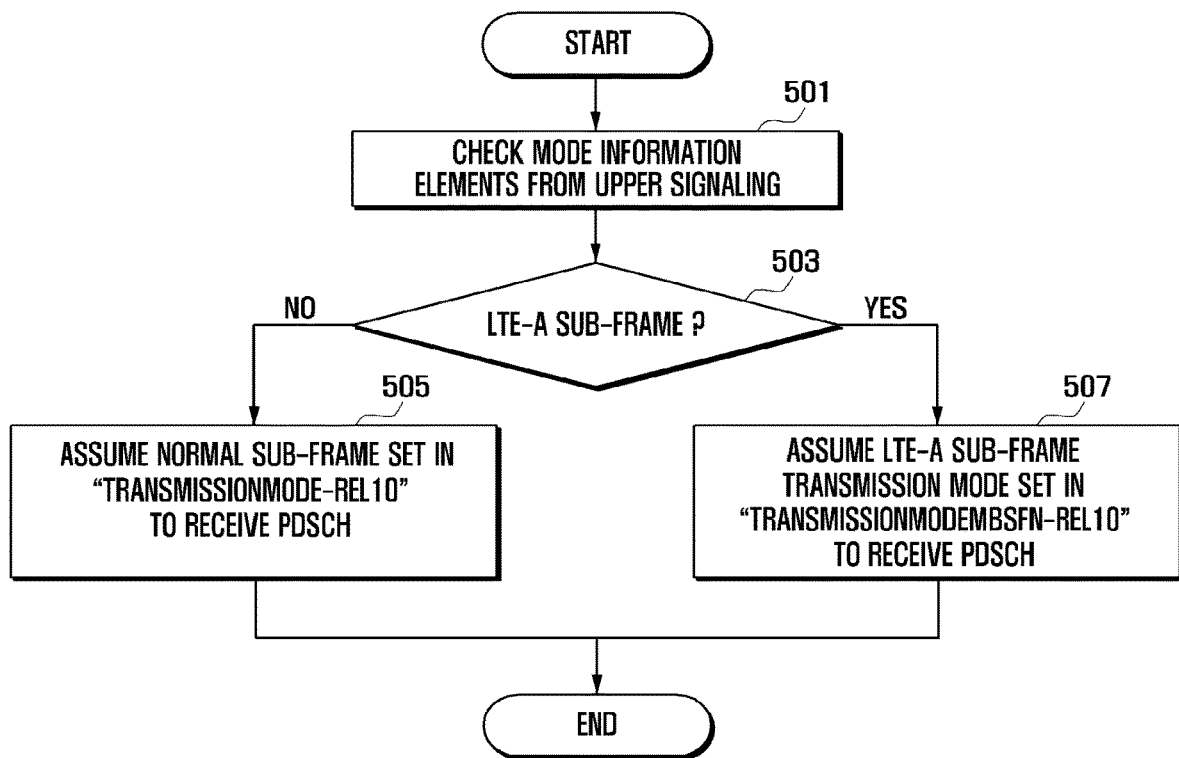 START
501
CHECK MODE INFORMATION
ELEMENTS FROM UPPER SIGNALING
503
LTE-A SUB-FRAME ?
NO
YES
505
ASSUME NORMAL SUB-FRAME SET IN
“TRANSMISSIONMODE-REL10”
TO RECEIVE PDSCH
507
ASSUME LTE-A SUB-FRAME
TRANSMISSION MODE SET IN
“TRANSMISSIONMODEMBSFN-REL10”
TO RECEIVE PDSCH
END